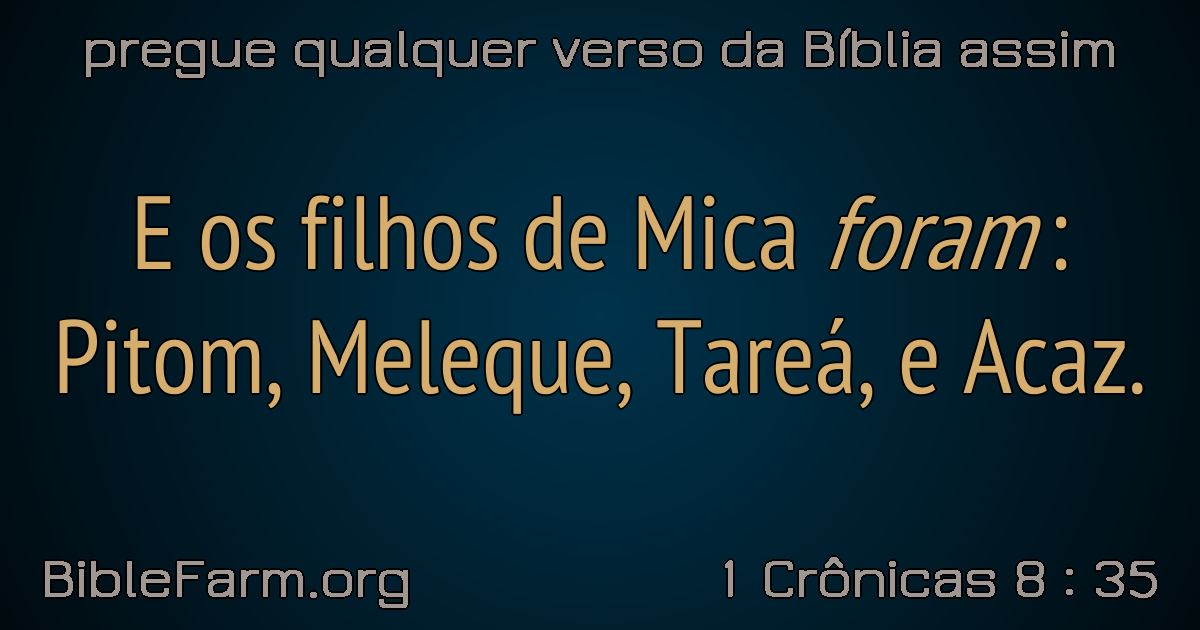 pregue qualquer verso da Bíblia assim
E os filhos de Mica foram:
Pitom, Meleque, Tareá, e Acaz.
BibleFarm.org
1 Crônicas 8 : 35